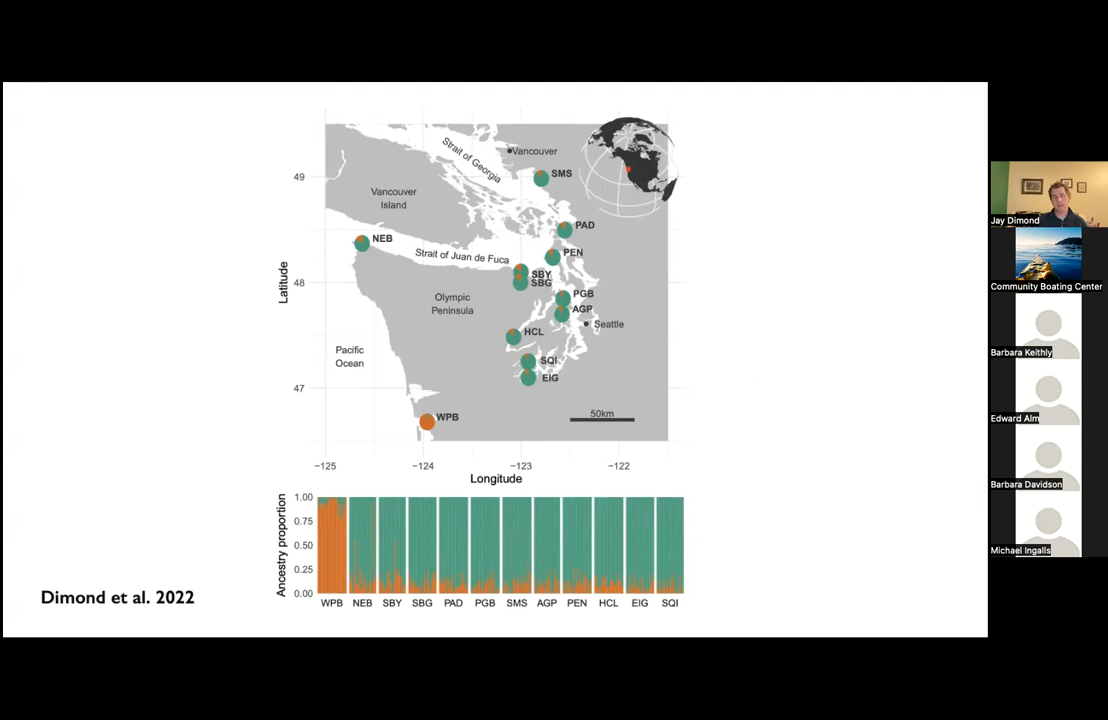 Strait of Georgia
Vancouver
SMS
49
Vancouver
Island
PAD
NEB
PEN
Strait of Juan de Fuca
SBY
48
SBG
Latitude
Olympic
Peninsula
PGB
AGP
Seattle
HCL
Pacific
Ocean
SQI
EIG
47
WPB
50km
−125 −124 −123 −122
Longitude
Ancestry proportion
1.00
0.75
0.50
0.25
0.00
WPB NEB SBY SBG PAD PGB SMS AGP PEN HCL EIG SQI
Dimond et al. 2022
Jay Dimond
Community Boating Center
Barbara Keithly
Edward Alm
Barbara Davidson
Michael Ingalls